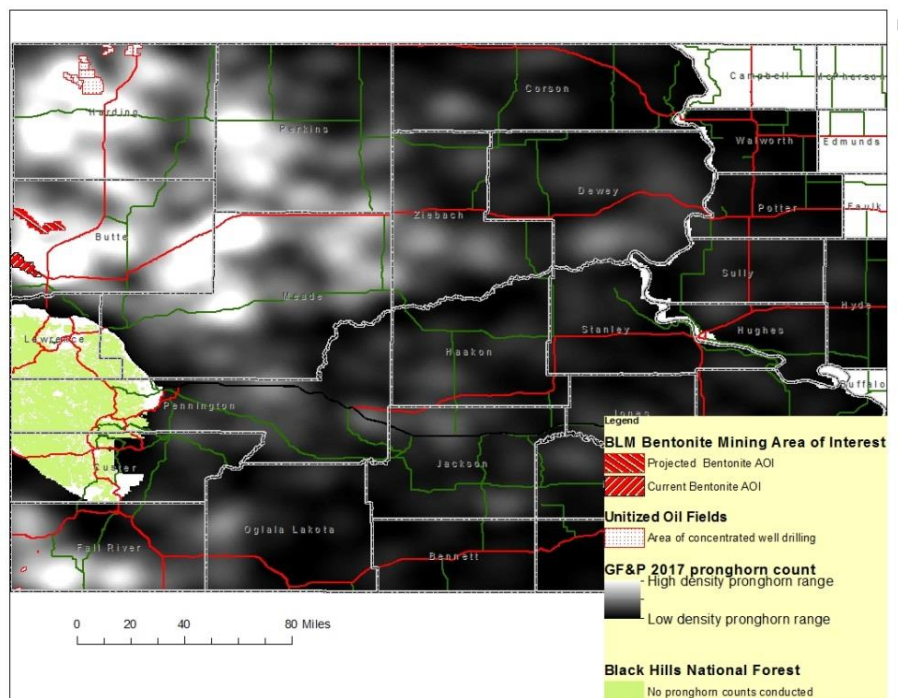 Campbell
McPherson
Corson
Harding
Perkins
Walworth
Edmunds
Dewey
Ziebach
Potter
Faulk
Butte
Sully
Meade
Hyde
Stanley
Hughes
Lawrence
Haakon
Buffalo
Pennington
Jones
Custer
Jackson
Oglala Lakota
Fall River
Bennett
0 20 40 80 Miles
Legend
BLM Bentonite Mining Area of Interest
Projected Bentonite AOI
Current Bentonite AOI
Unitized Oil Fields
Area of concentrated well drilling
GF&P 2017 pronghorn count
High density pronghorn range
Low density pronghorn range
Black Hills National Forest
No pronghorn counts conducted